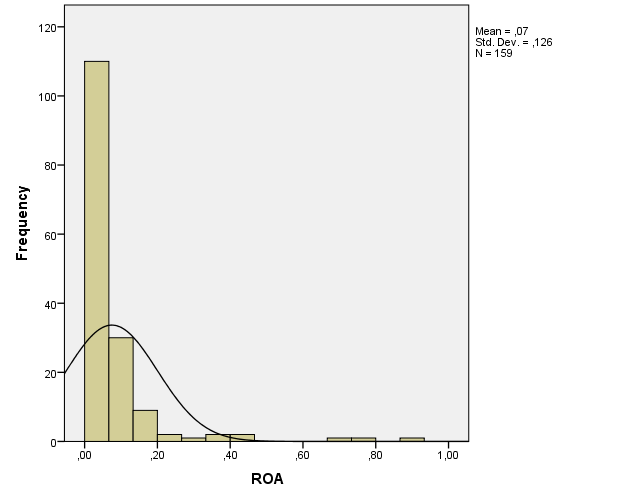 Mean = ,07
Std. Dev. = ,126
N = 159
120
100
80
60
40
20
0
Frequency
,00 ,20 ,40 ,60 ,80 1,00
ROA